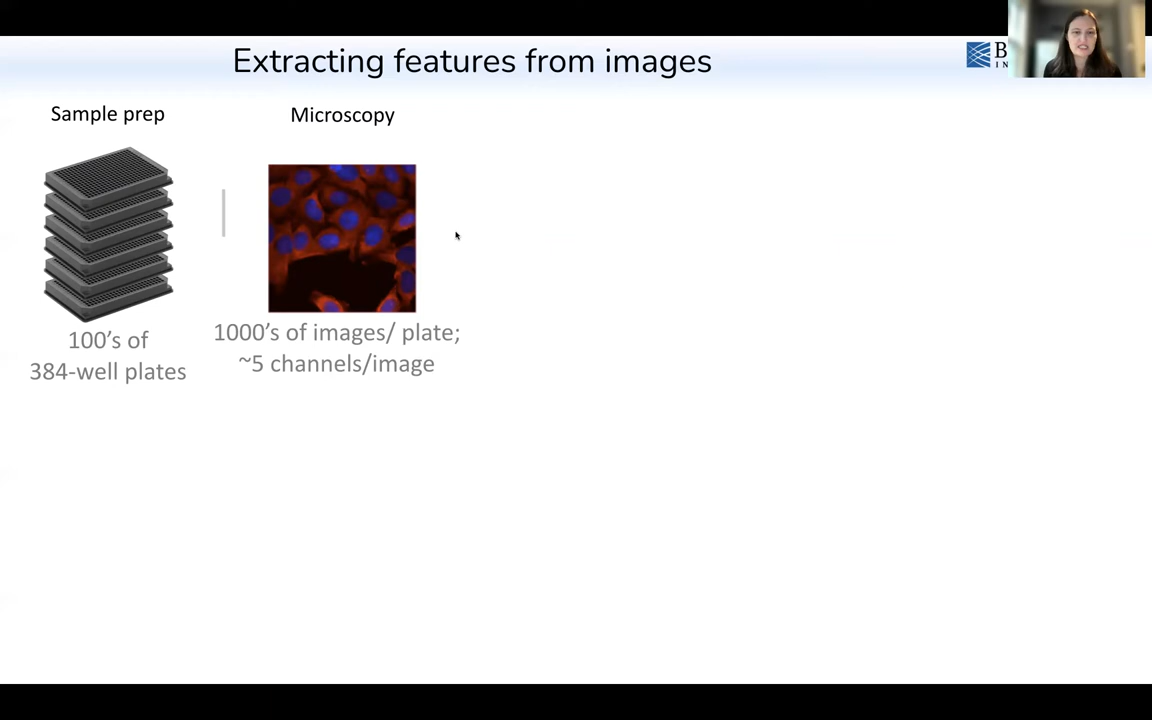 Extracting features from images
Sample prep
Microscopy
100's of
384-well plates
1000's of images/ plate;
~5 channels/image